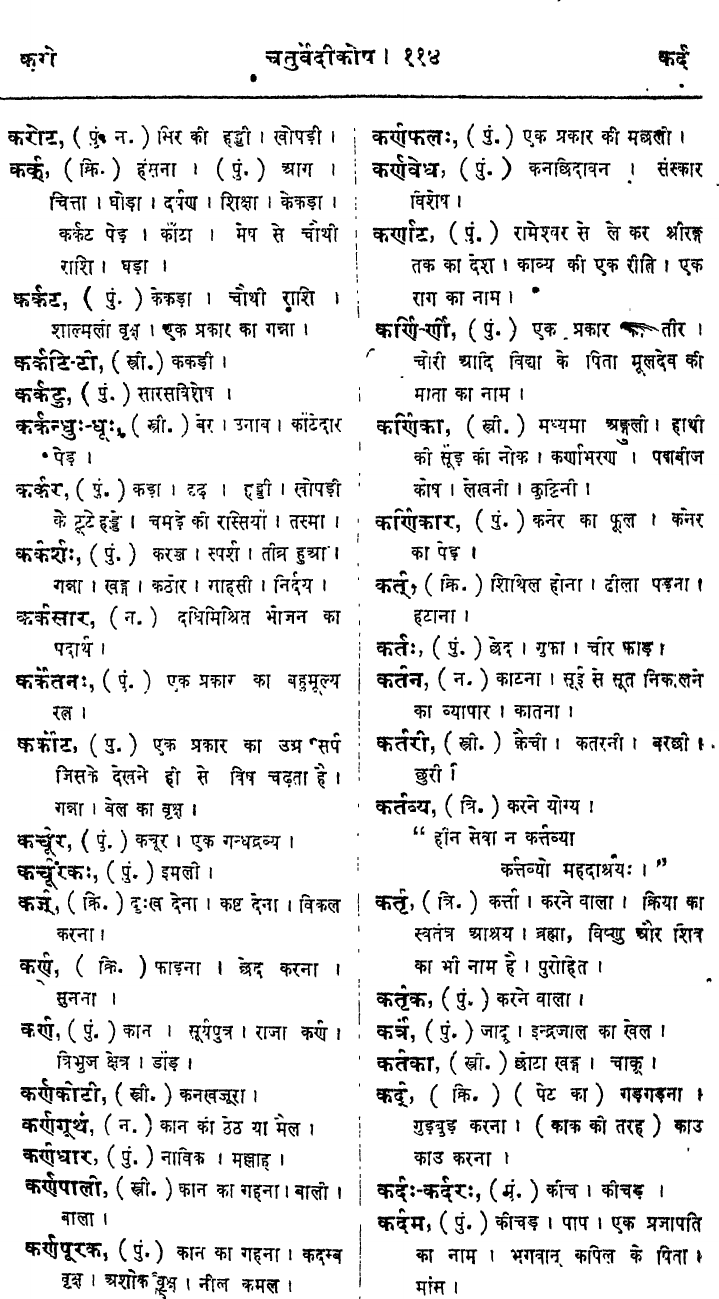 करो
चतुर्वेदीकोष । ११४
कर्द
करोट, ( पुं॰ न. ) सिर की हड्डी । खोपड़ी ।
कर्क्, ( क्रि. ) हंसना । ( पुं. ) आग ।
चित्ता । घोड़ा । दर्पण । शिक्षा । केकड़ा ।
कर्कट पेड़ । काँटा । मेष से चौथी
राशि । घड़ा ।
कर्कट, ( पुं. ) केकड़ा । चौथी राशि ।
शाल्मली वृक्ष । एक प्रकार का गन्ना ।
कर्कटि-टी, ( स्त्री. ) ककड़ी ।
कर्कटु, ( पुं. ) सारसविशेष ।
कर्कन्धुः-धूः, ( स्त्री. ) बेर । उनाव । काँटेदार
पेड़ ।
कर्कर, ( पुं. ) कड़ा । दृढ़ । हड्डी । खोपड़ी
के टूटे हड्डे । चमड़े की रस्सियाँ । तस्मा ।
कर्कशः, ( पुं. ) करञ्ज । स्पर्श । तीव्र हुआ ।
गन्ना । खङ्ग । कठोर । साहसी । निर्दय ।
कर्कसार, ( न. ) दधिमिश्रित भोजन का
पदार्थ ।
कर्केतनः, ( पुं. ) एक प्रकार का बहुमूल्य
रत्न ।
कर्कोट, ( पु. ) एक प्रकार का उग्र सर्प
जिसके देखने ही से विष चढ़ता है ।
गन्ना । बेल का वृक्ष ।
कर्चूर, ( पुं. ) कचूर । एक गन्धद्रव्य ।
कर्चूरकः, ( पुं. ) इमली ।
कर्ज्, ( क्रि. ) दुःख देना । कष्ट देना । विकल
करना ।
कर्ण्, ( क्रि. ) फाड़ना । छेद करना ।
सुनना ।
कर्ण, ( पुं. ) कान । सूर्यपुत्र । राजा कर्ण ।
त्रिभुज क्षेत्र । डाँड़ ।
कर्णकोटी, ( स्त्री. ) कनखजूरा ।
कर्णगूथं, ( न. ) कान की ठेठ या मैल ।
कर्णधार, ( पुं. ) नाविक । मल्लाह ।
कर्णपाली, ( स्त्री. ) कान का गहना । बाली ।
बाला ।
कर्णपूरक, ( पुं. ) कान का गहना । कदम्ब
वृक्ष । अशोक वृक्ष । नील कमल ।
कर्णफलः, ( पुं. ) एक प्रकार की मछली ।
कर्णवेध, ( पुं. ) कनछिदावन । संस्कार
विशेष ।
कर्णाट, ( पुं. ) रामेश्वर से ले कर श्रीरङ्ग
तक का देश । काव्य की एक रीति । एक
राग का नाम ।
कर्णि-र्णी, ( पुं. ) एक प्रकार तीर ।
चोरी आदि विद्या के पिता मूलदेव की
माता का नाम ।
कर्णिका, ( स्त्री. ) मध्यमा अङ्गुली । हाथी
की सूँड़ की नोक । कर्णाभरण । पद्मबीज
कोष । लेखनी । कुट्टिनी ।
कर्णिकार, ( पुं. ) कनेर का फूल । कनेर
का पेड़ ।
कर्त्, ( क्रि. ) शिथिल होना । ढीला पड़ना ।
हटाना ।
कर्तः, ( पुं. ) छेद । गुफा । चीर फाड़ ।
कर्तन, ( न. ) काटना । सूई से सूत निकालने
का व्यापार । कातना ।
कर्तरी, ( स्त्री. ) क़ैंची । कतरनी । बरछी ।
छुरी ।
कर्तव्य, ( त्रि. ) करने योग्य ।
“ हीन सेवा न कर्त्तव्या
कर्त्तव्यो महदाश्रयः । ”
कर्तृ, ( त्रि. ) कर्त्ता । करने वाला । क्रिया का
स्वतंत्र आश्रय । ब्रह्मा, विष्णु और शिव
का भी नाम है । पुरोहित ।
कर्तृक, ( पुं. ) करने वाला ।
कर्त्र, ( पुं. ) जादू । इन्द्रजाल का खेल ।
कर्तका, ( स्त्री. ) छोटा खङ्ग । चाकू ।
कर्द्, ( क्रि. ) ( पेट का ) गड़गड़ना ।
गुड़बुड़ करना । ( काक की तरह ) काउ
काउ करना ।
कर्दः-कर्दरः, ( पुं. ) कीच । कीचड़ ।
कर्दम, ( पुं. ) कीचड़ । पाप । एक प्रजापति
का नाम । भगवान् कपिल के पिता ।
मांस ।